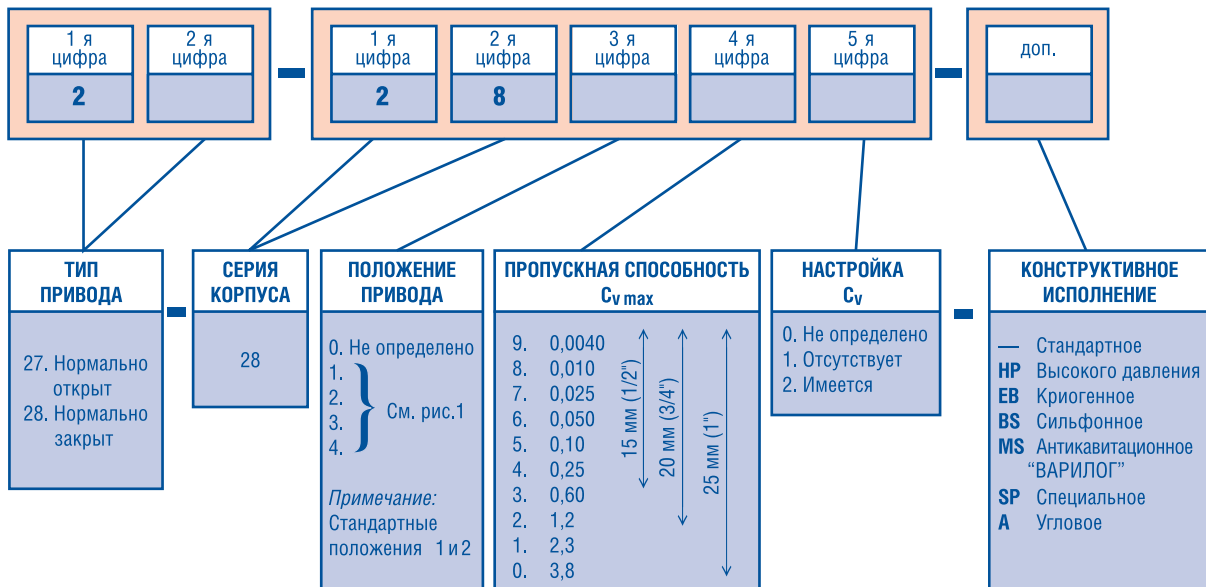 1 я цифра
2 я цифра
1 я цифра
2 я цифра
3 я цифра
4 я цифра
5 я цифра
доп.
2
2
8
ТИП
ПРИВОДА
27. Нормально
открыт
28. Нормально
закрыт
СЕРИЯ
КОРПУСА
28
ПОЛОЖЕНИЕ
ПРИВОДА
0. Не определено
1.
2.
3.
4.
См. рис.1
Примечание:
Стандартные
положения 1 и 2
ПРОПУСКНАЯ СПОСОБНОСТЬ
Cv max
9. 0,0040
8. 0,010
7. 0,025
6. 0,050
5. 0,10
4. 0,25
3. 0,60
2. 1,2
1. 2,3
0. 3,8
15 мм (1/2")
20 мм (3/4")
25 мм (1")
НАСТРОЙКА
Cv
0. Не определено
1. Отсутствует
2. Имеется
КОНСТРУКТИВНОЕ
ИСПОЛНЕНИЕ
— Стандартное
HP Высокого давления
EB Криогенное
BS Сильфонное
MS Антикавитационное
"ВАРИЛОГ"
SP Специальное
A Угловое